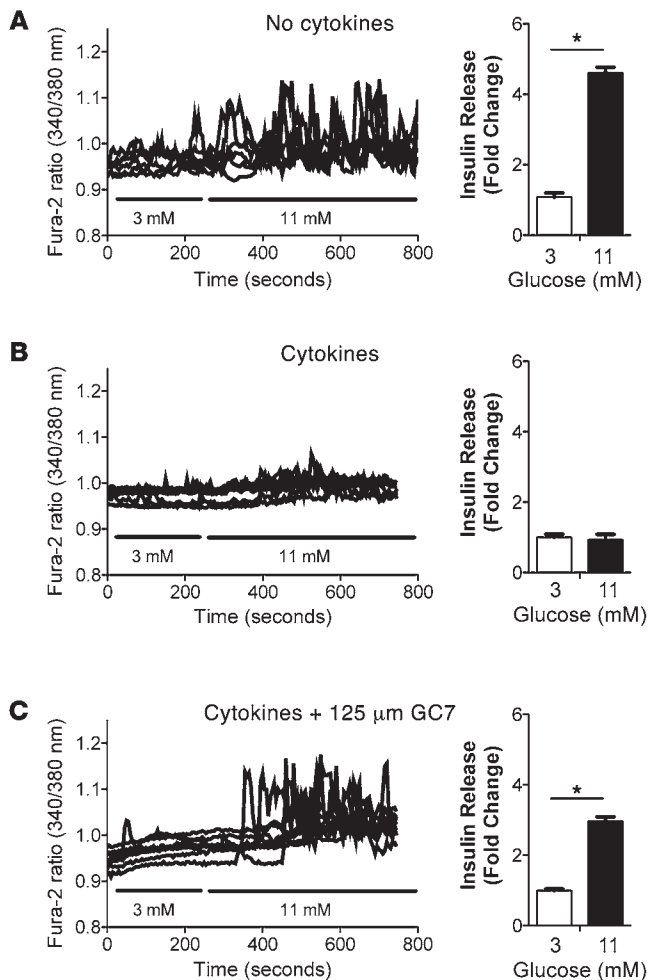 A
No cytokines
Fura-2 ratio (340/380 nm)
1.2
1.1
1.0
0.9
0.8
3 mM
11 mM
0
200
400
600
800
Time (seconds)
Insulin Release
(Fold Change)
6
4
2
0
*
3
11
Glucose (mM)
B
Cytokines
Fura-2 ratio (340/380 nm)
1.2
1.1
1.0
0.9
0.8
3 mM
11 mM
0
200
400
600
800
Time (seconds)
Insulin Release
(Fold Change)
6
4
2
0
3
11
Glucose (mM)
C
Cytokines + 125 μm GC7
Fura-2 ratio (340/380 nm)
1.2
1.1
1.0
0.9
0.8
3 mM
11 mM
0
200
400
600
800
Time (seconds)
Insulin Release
(Fold Change)
6
4
2
0
*
3
11
Glucose (mM)